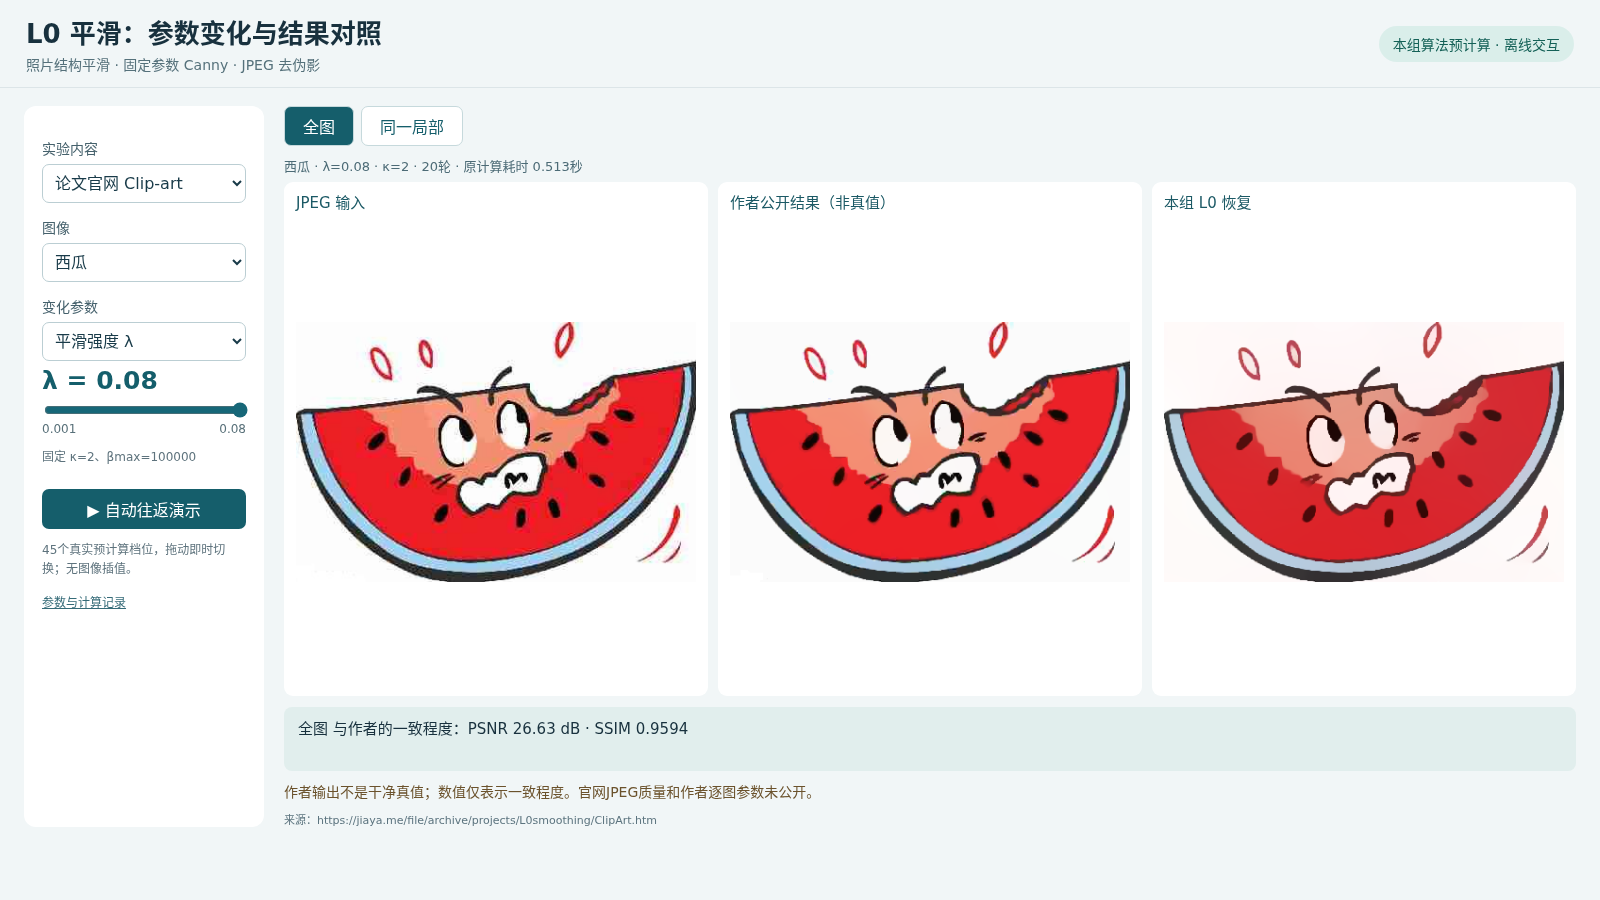 L0 平滑：参数变化与结果对照
照片结构平滑 · 固定参数 Canny · JPEG 去伪影
本组算法预计算 · 离线交互
实验内容
论文官网 Clip-art
图像
西瓜
变化参数
平滑强度 λ
λ = 0.08
0.001
0.08
固定 κ=2、βmax=100000
▶ 自动往返演示
45个真实预计算档位，拖动即时切
换；无图像插值。
参数与计算记录
全图
同一局部
西瓜 · λ=0.08 · κ=2 · 20轮 · 原计算耗时 0.513秒
JPEG 输入
作者公开结果（非真值）
本组 L0 恢复
全图 与作者的一致程度：PSNR 26.63 dB · SSIM 0.9594
作者输出不是干净真值；数值仅表示一致程度。官网JPEG质量和作者逐图参数未公开。
来源：https://jiaya.me/file/archive/projects/L0smoothing/ClipArt.htm